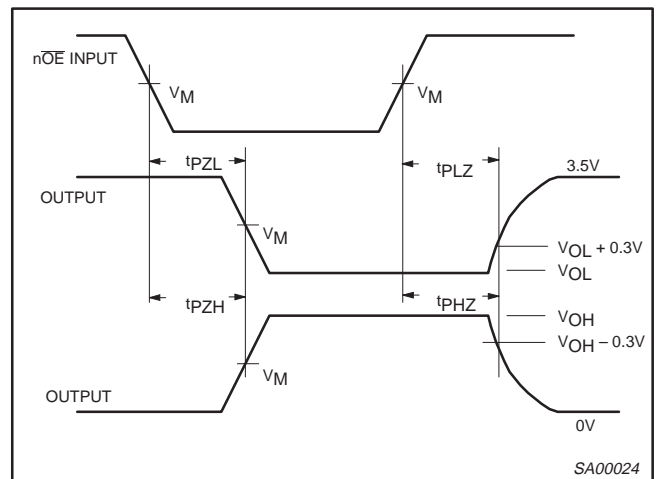 nOE INPUT
VM
VM
tPZL
tPLZ
3.5V
OUTPUT
VM
VOL + 0.3V
VOL
tPZH
tPHZ
VOH
VOH – 0.3V
VM
OUTPUT
0V
SA00024